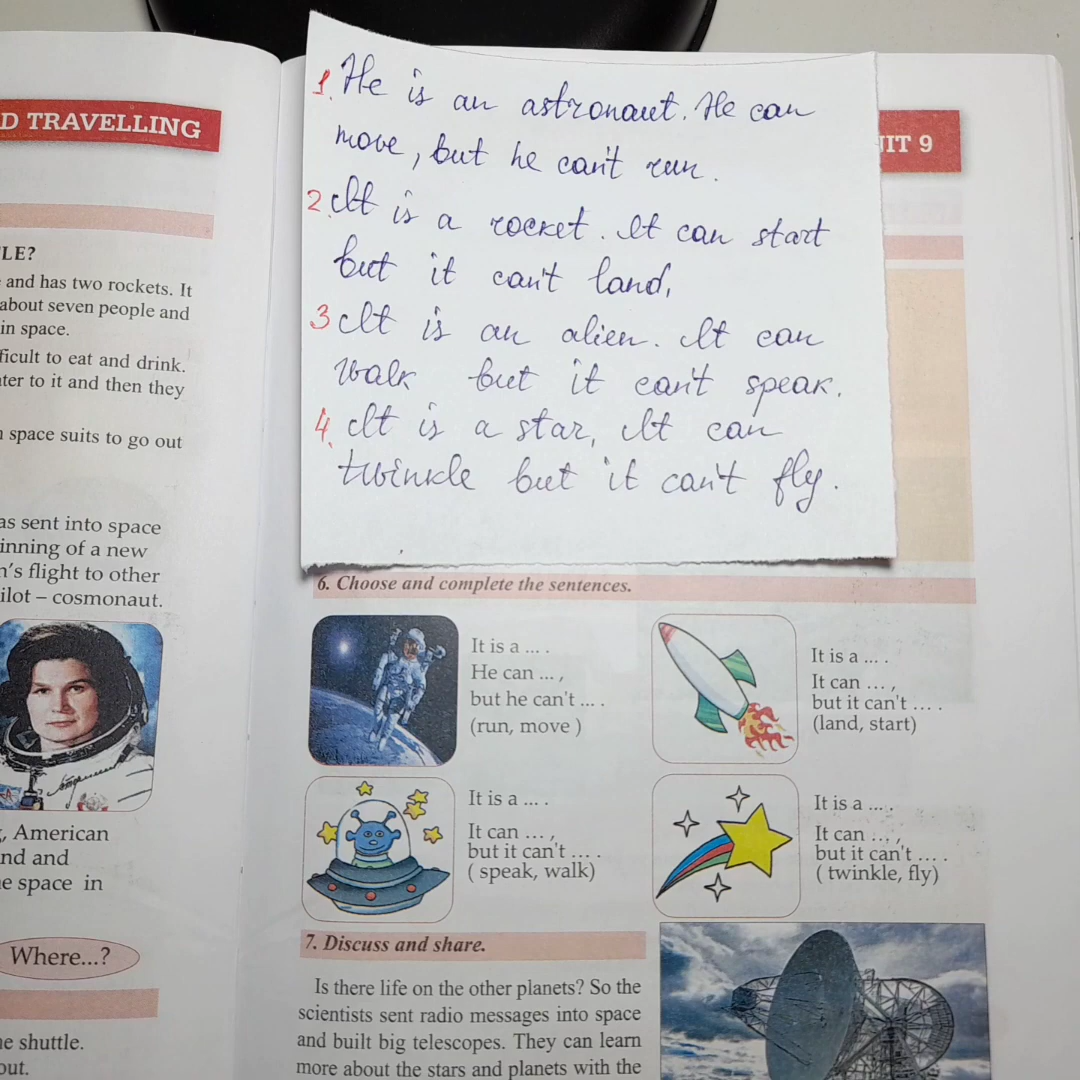 D TRAVELLING
LE?
and has two rockets. It
about seven people and
in space.
ficult to eat and drink.
ter to it and then they
space suits to go out
as sent into space
inning of a new
n's flight to other
ilot – cosmonaut.
, American
nd and
e space in
Where...?
e shuttle.
out.
1. He is an astronaut. He can
move, but he can't run.
2. It is a rocket. It can start
but it can't land,
3 It is an alien. It can
walk but it can't speak.
4. It is a star, It can
twinkle but it can't fly.
IT 9
6. Choose and complete the sentences.
It is a ... .
He can ... ,
but he can't ... .
(run, move )
It is a ... .
It can ... ,
but it can't ... .
(land, start)
It is a ... .
It can ... ,
but it can't ... .
( speak, walk)
It is a ... .
It can ... ,
but it can't ... .
( twinkle, fly)
7. Discuss and share.
Is there life on the other planets? So the
scientists sent radio messages into space
and built big telescopes. They can learn
more about the stars and planets with the